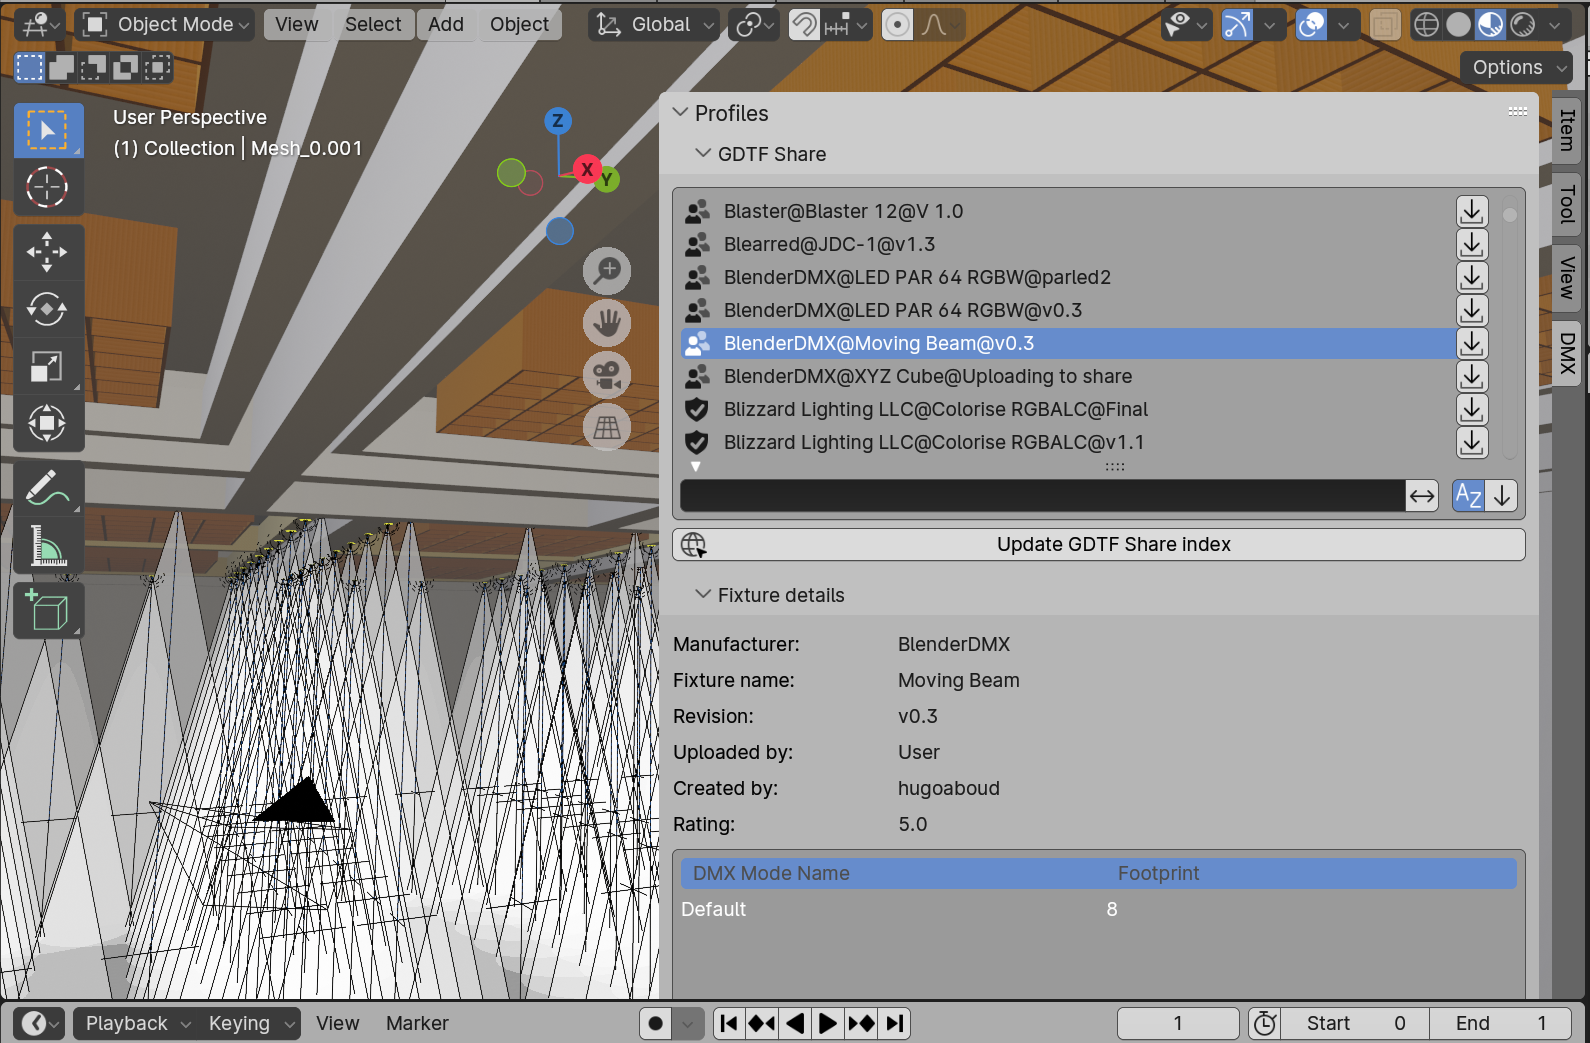 Object Mode View Select Add Object Global
Options
User Perspective
(1) Collection | Mesh_0.001
Z
X
Y
Item
Tool
View
DMX
Profiles
GDTF Share
Blaster@Blaster 12@V 1.0
Blearred@JDC-1@v1.3
BlenderDMX@LED PAR 64 RGBW@parled2
BlenderDMX@LED PAR 64 RGBW@v0.3
BlenderDMX@Moving Beam@v0.3
BlenderDMX@XYZ Cube@Uploading to share
Blizzard Lighting LLC@Colorise RGBALC@Final
Blizzard Lighting LLC@Colorise RGBALC@v1.1
AZ
Update GDTF Share index
Fixture details
Manufacturer: BlenderDMX
Fixture name: Moving Beam
Revision: v0.3
Uploaded by: User
Created by: hugoaboud
Rating: 5.0
DMX Mode Name Footprint
Default 8
Playback Keying View Marker 1 Start 0 End 1